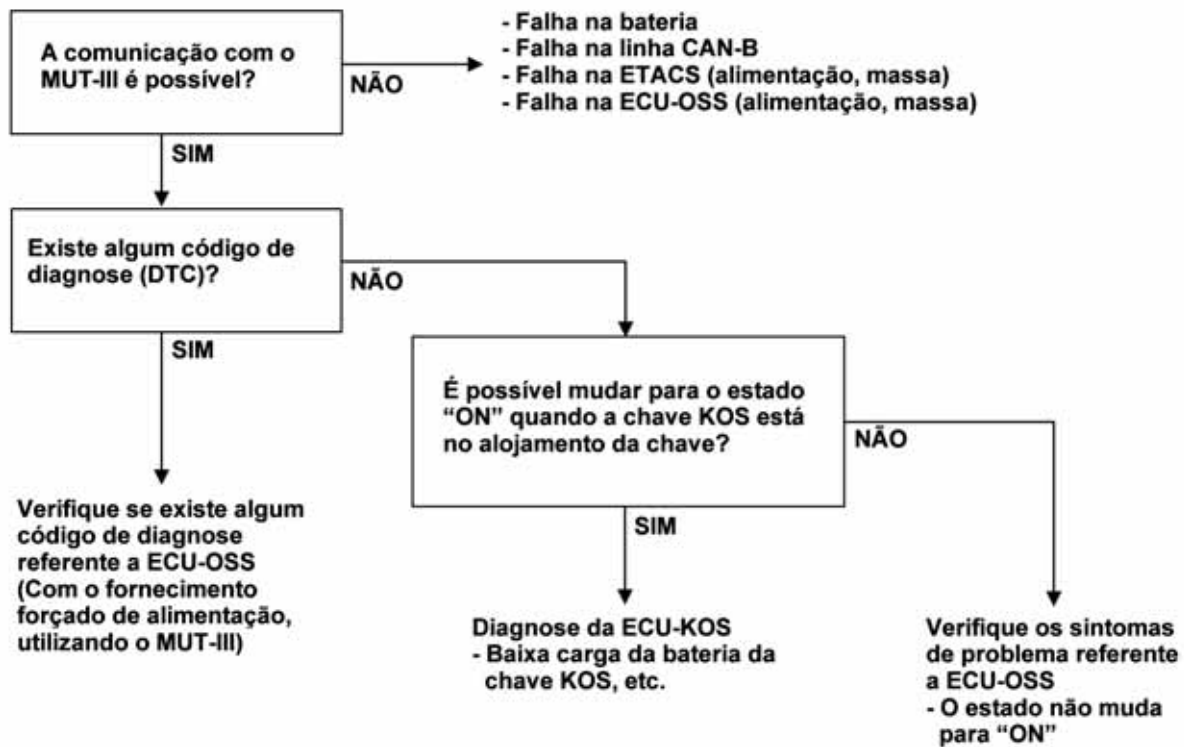 A comunicação com o
MUT-III é possível?
NÃO
- Falha na bateria
- Falha na linha CAN-B
- Falha na ETACS (alimentação, massa)
- Falha na ECU-OSS (alimentação, massa)
SIM
Existe algum código de
diagnose (DTC)?
NÃO
SIM
É possível mudar para o estado
“ON” quando a chave KOS está
no alojamento da chave?
NÃO
SIM
Verifique se existe algum
código de diagnose
referente a ECU-OSS
(Com o fornecimento
forçado de alimentação,
utilizando o MUT-III)
Diagnose da ECU-KOS
- Baixa carga da bateria da
chave KOS, etc.
Verifique os sintomas
de problema referente
a ECU-OSS
- O estado não muda
para “ON”